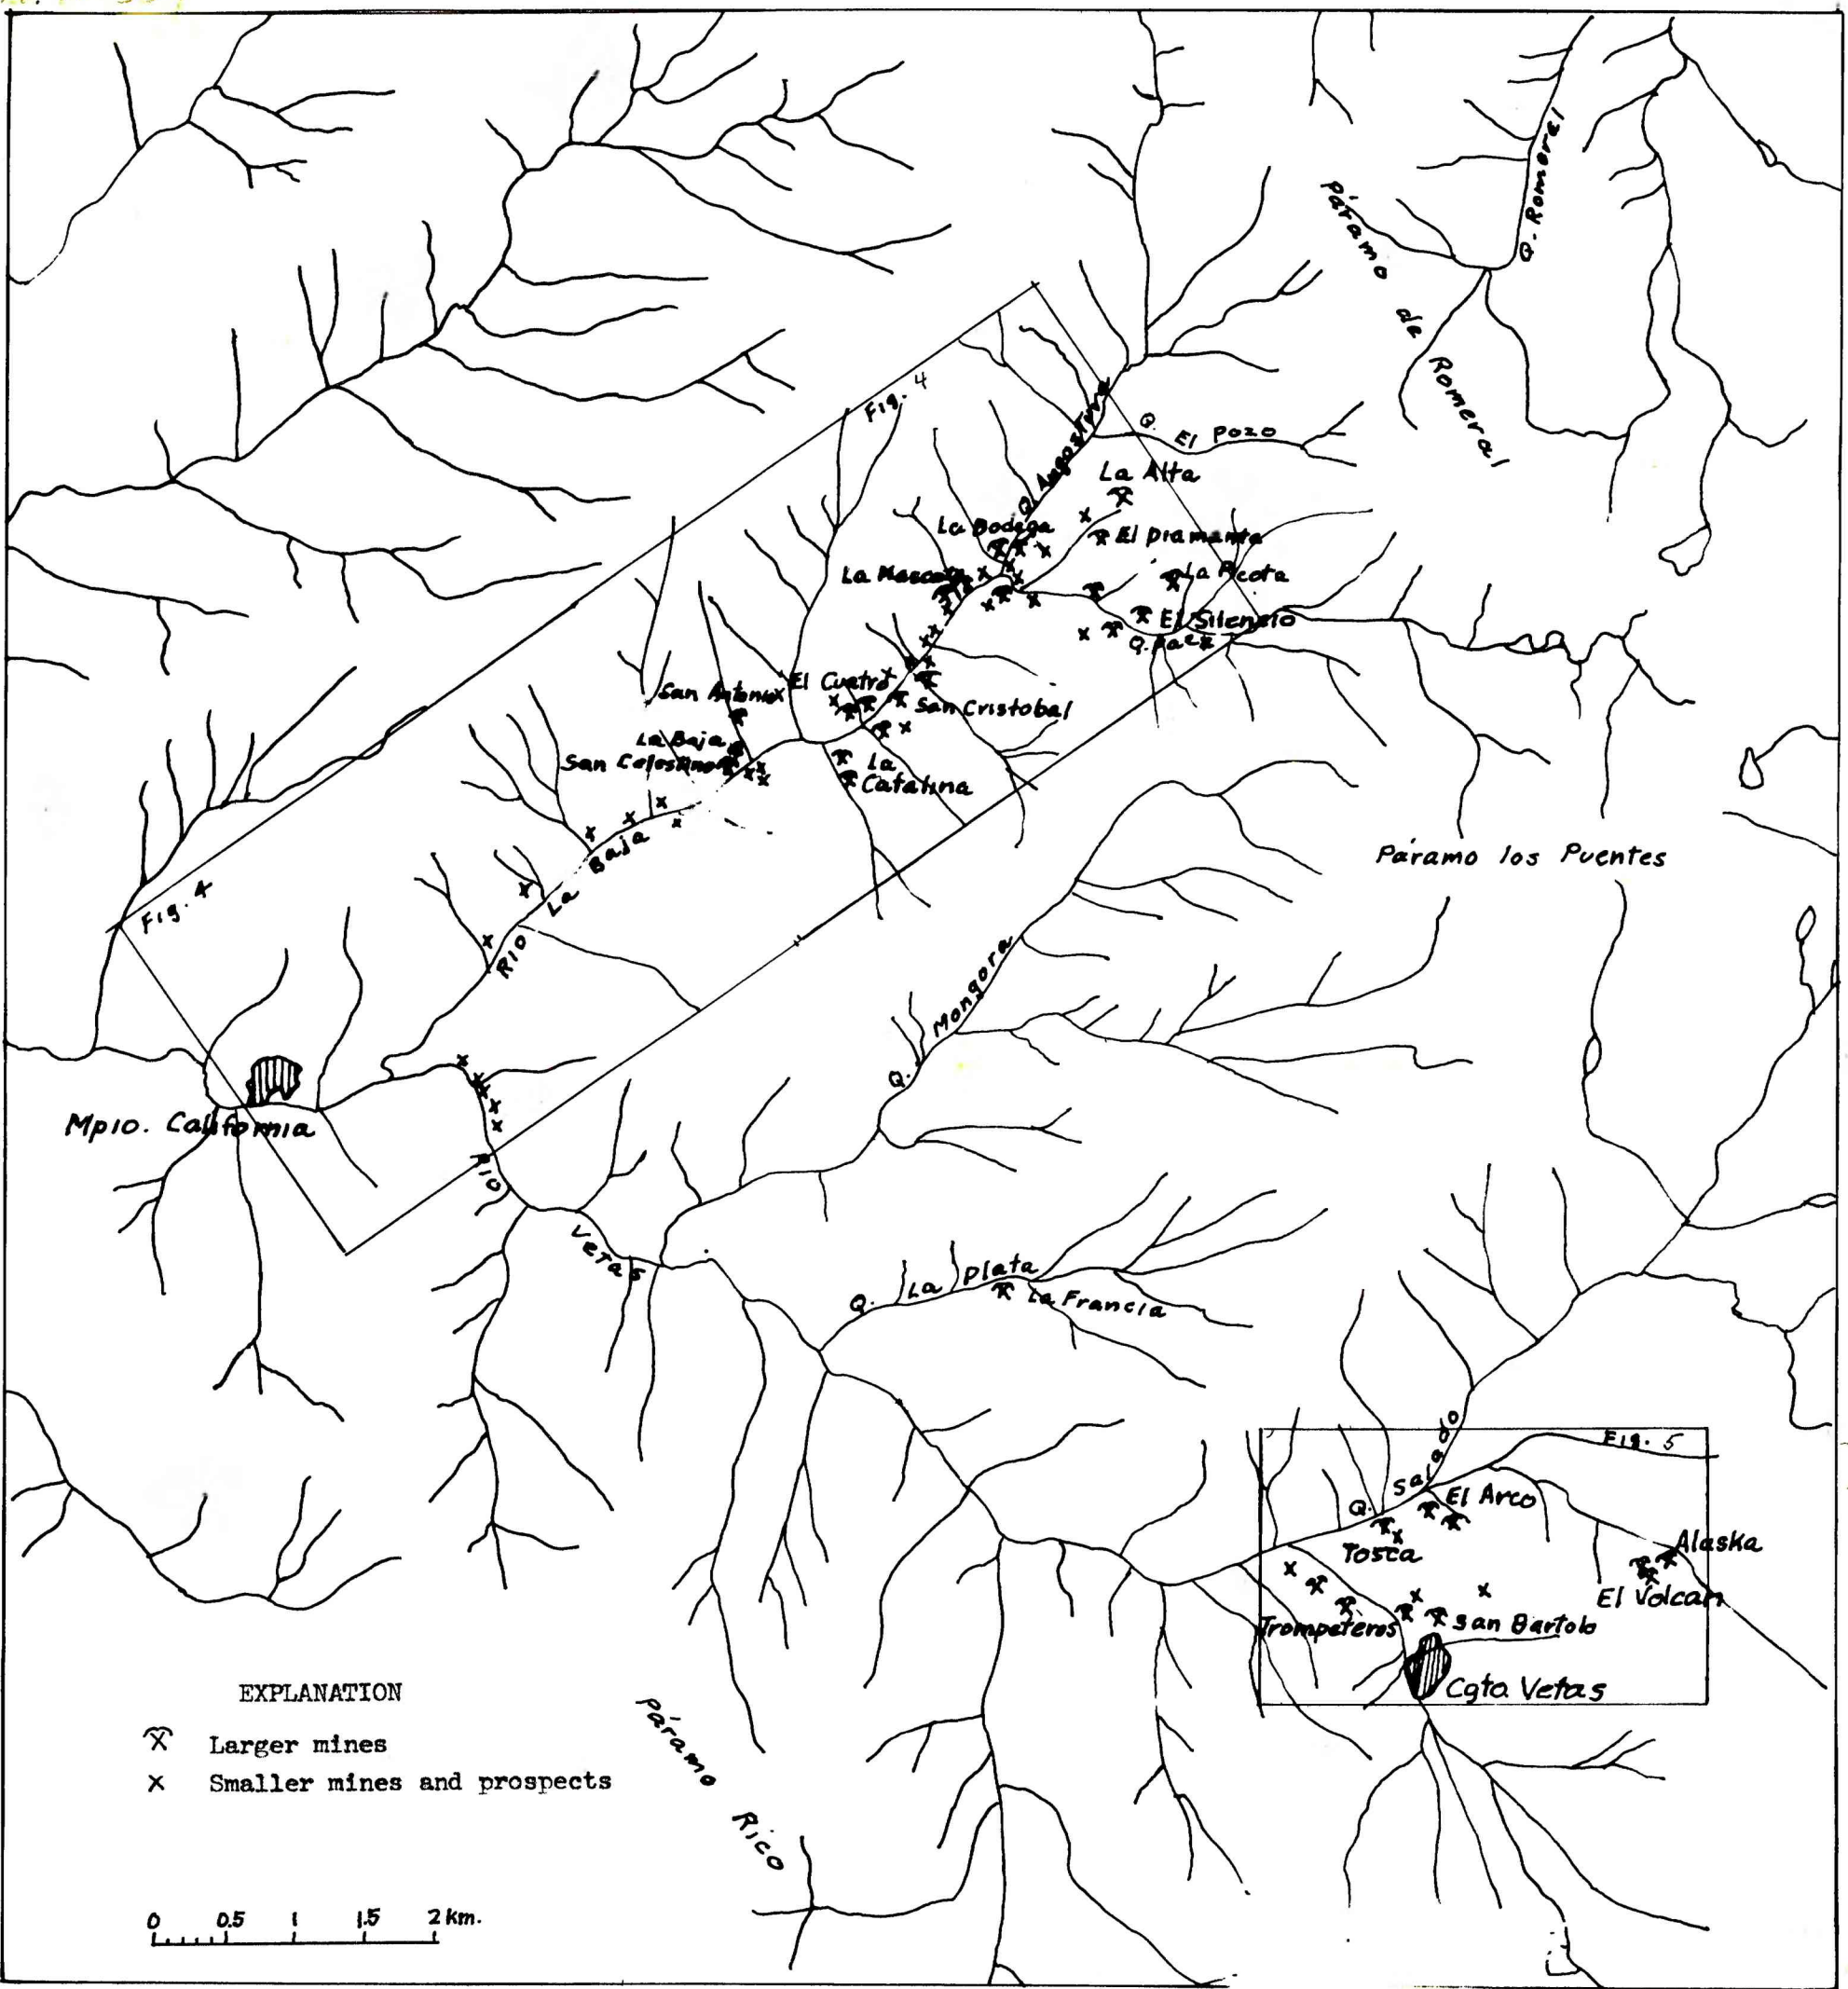 Q. Romeral
Páramo de Romeral
Fig. 4
Q. Angostura
Q. El Pozo
La Alta
La Bodega
El Diamante
La Mascota
La Picota
El Silencio
Q. Paez
San Antonio
El Cuatro
San Cristobal
La Baja
San Celestino
La
Catalina
Río La Baja
Páramo los Puentes
Fig. 4
Q. Mongora
Mpio. California
Río Vetas
Q. La Plata
La Francia
Fig. 5
Q. Salado
El Arco
Tosca
Alaska
El Volcan
Trompeteros
San Bartolo
Cgto. Vetas
Páramo Rico
EXPLANATION
Larger mines
x Smaller mines and prospects
0 0.5 1 1.5 2 km.